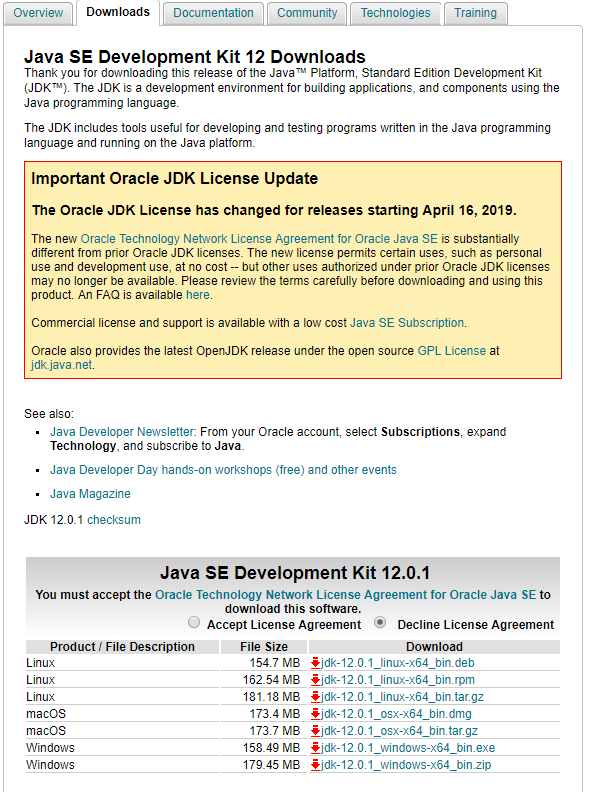 Overview Downloads Documentation Community Technologies Training
Java SE Development Kit 12 Downloads
Thank you for downloading this release of the Java™ Platform, Standard Edition Development Kit
(JDK™). The JDK is a development environment for building applications, and components using the
Java programming language.
The JDK includes tools useful for developing and testing programs written in the Java programming
language and running on the Java platform.
Important Oracle JDK License Update
The Oracle JDK License has changed for releases starting April 16, 2019.
The new Oracle Technology Network License Agreement for Oracle Java SE is substantially
different from prior Oracle JDK licenses. The new license permits certain uses, such as personal
use and development use, at no cost -- but other uses authorized under prior Oracle JDK licenses
may no longer be available. Please review the terms carefully before downloading and using this
product. An FAQ is available here.
Commercial license and support is available with a low cost Java SE Subscription.
Oracle also provides the latest OpenJDK release under the open source GPL License at
jdk.java.net.
See also:
Java Developer Newsletter: From your Oracle account, select Subscriptions, expand
Technology, and subscribe to Java.
Java Developer Day hands-on workshops (free) and other events
Java Magazine
JDK 12.0.1 checksum
Java SE Development Kit 12.0.1
You must accept the Oracle Technology Network License Agreement for Oracle Java SE to
download this software.
Accept License Agreement Decline License Agreement
Product / File Description File Size Download
Linux 154.7 MB jdk-12.0.1_linux-x64_bin.deb
Linux 162.54 MB jdk-12.0.1_linux-x64_bin.rpm
Linux 181.18 MB jdk-12.0.1_linux-x64_bin.tar.gz
macOS 173.4 MB jdk-12.0.1_osx-x64_bin.dmg
macOS 173.7 MB jdk-12.0.1_osx-x64_bin.tar.gz
Windows 158.49 MB jdk-12.0.1_windows-x64_bin.exe
Windows 179.45 MB jdk-12.0.1_windows-x64_bin.zip